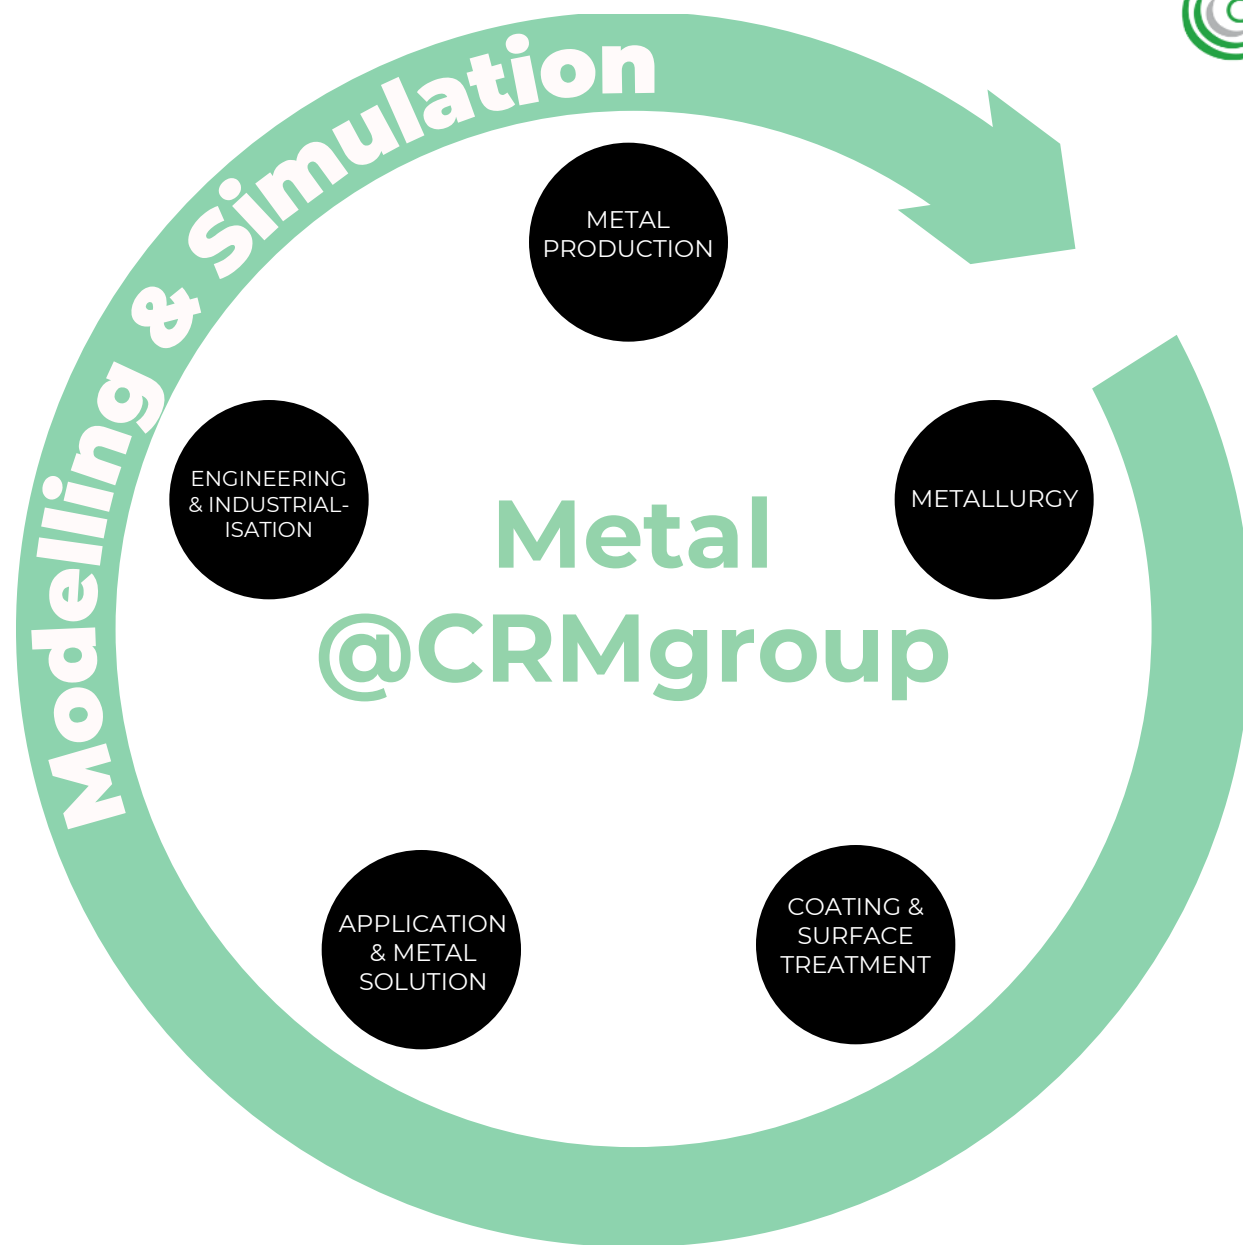 Modelling & Simulation
METAL
PRODUCTION
ENGINEERING
& INDUSTRIAL-
ISATION
METALLURGY
Metal
@CRMgroup
APPLICATION
& METAL
SOLUTION
COATING &
SURFACE
TREATMENT